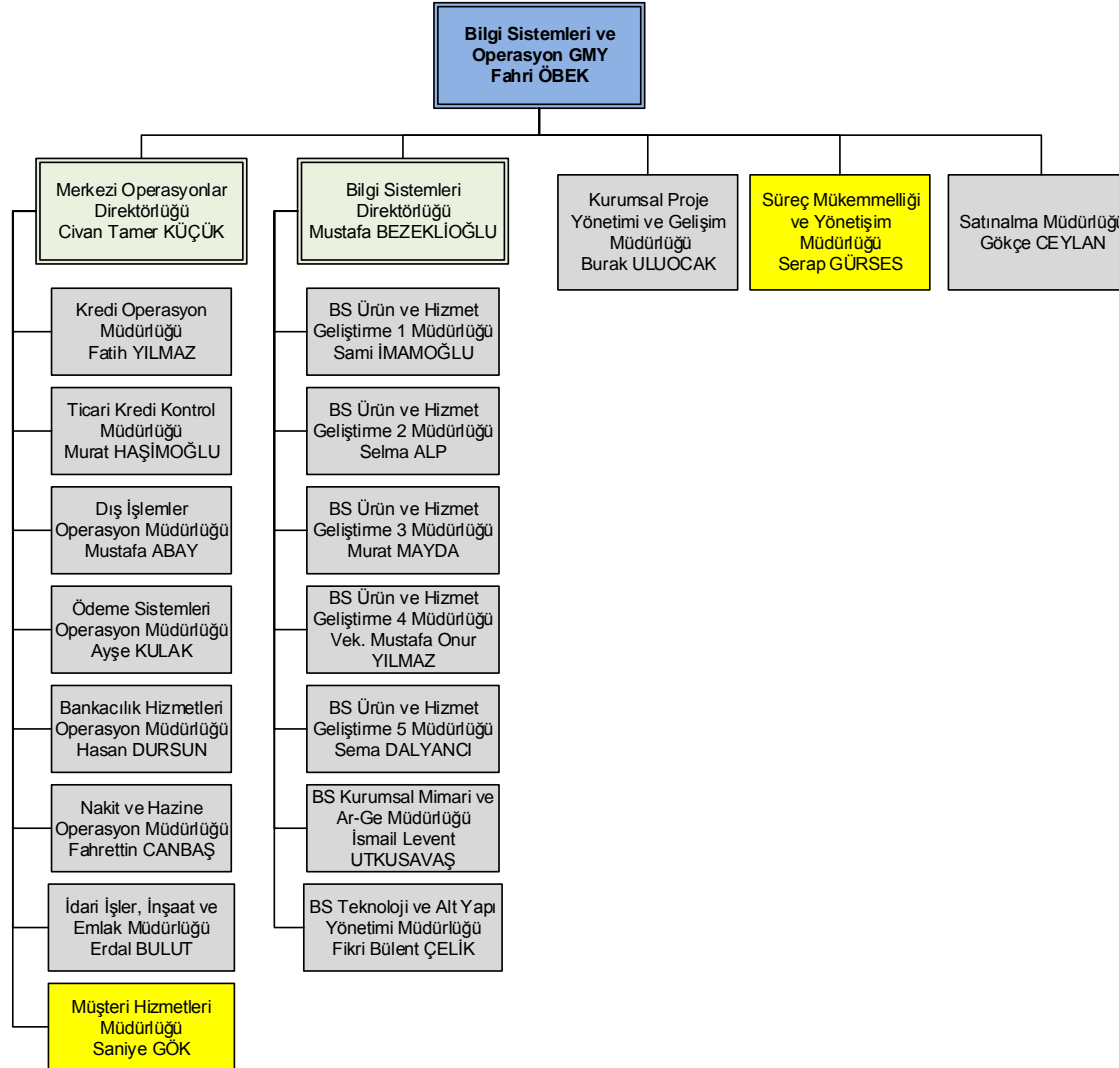 Bilgi Sistemleri ve
Operasyon GMY
Fahri ÖBEK
Merkezi Operasyonlar
Direktörlüğü
Civan Tamer KÜÇÜK
Bilgi Sistemleri
Direktörlüğü
Mustafa BEZEKLİOĞLU
Kurumsal Proje
Yönetimi ve Gelişim
Müdürlüğü
Burak ULUOCAK
Süreç Mükemmelliği
ve Yönetişim
Müdürlüğü
Serap GÜRSES
Satınalma Müdürlüğü
Gökçe CEYLAN
Kredi Operasyon
Müdürlüğü
Fatih YILMAZ
Ticari Kredi Kontrol
Müdürlüğü
Murat HAŞİMOĞLU
Dış İşlemler
Operasyon Müdürlüğü
Mustafa ABAY
Ödeme Sistemleri
Operasyon Müdürlüğü
Ayşe KULAK
Bankacılık Hizmetleri
Operasyon Müdürlüğü
Hasan DURSUN
Nakit ve Hazine
Operasyon Müdürlüğü
Fahrettin CANBAŞ
İdari İşler, İnşaat ve
Emlak Müdürlüğü
Erdal BULUT
Müşteri Hizmetleri
Müdürlüğü
Saniye GÖK
BS Ürün ve Hizmet
Geliştirme 1 Müdürlüğü
Sami İMAMOĞLU
BS Ürün ve Hizmet
Geliştirme 2 Müdürlüğü
Selma ALP
BS Ürün ve Hizmet
Geliştirme 3 Müdürlüğü
Murat MAYDA
BS Ürün ve Hizmet
Geliştirme 4 Müdürlüğü
Vek. Mustafa Onur
YILMAZ
BS Ürün ve Hizmet
Geliştirme 5 Müdürlüğü
Sema DALYANCI
BS Kurumsal Mimari ve
Ar-Ge Müdürlüğü
İsmail Levent
UTKUSAVAŞ
BS Teknoloji ve Alt Yapı
Yönetimi Müdürlüğü
Fikri Bülent ÇELİK